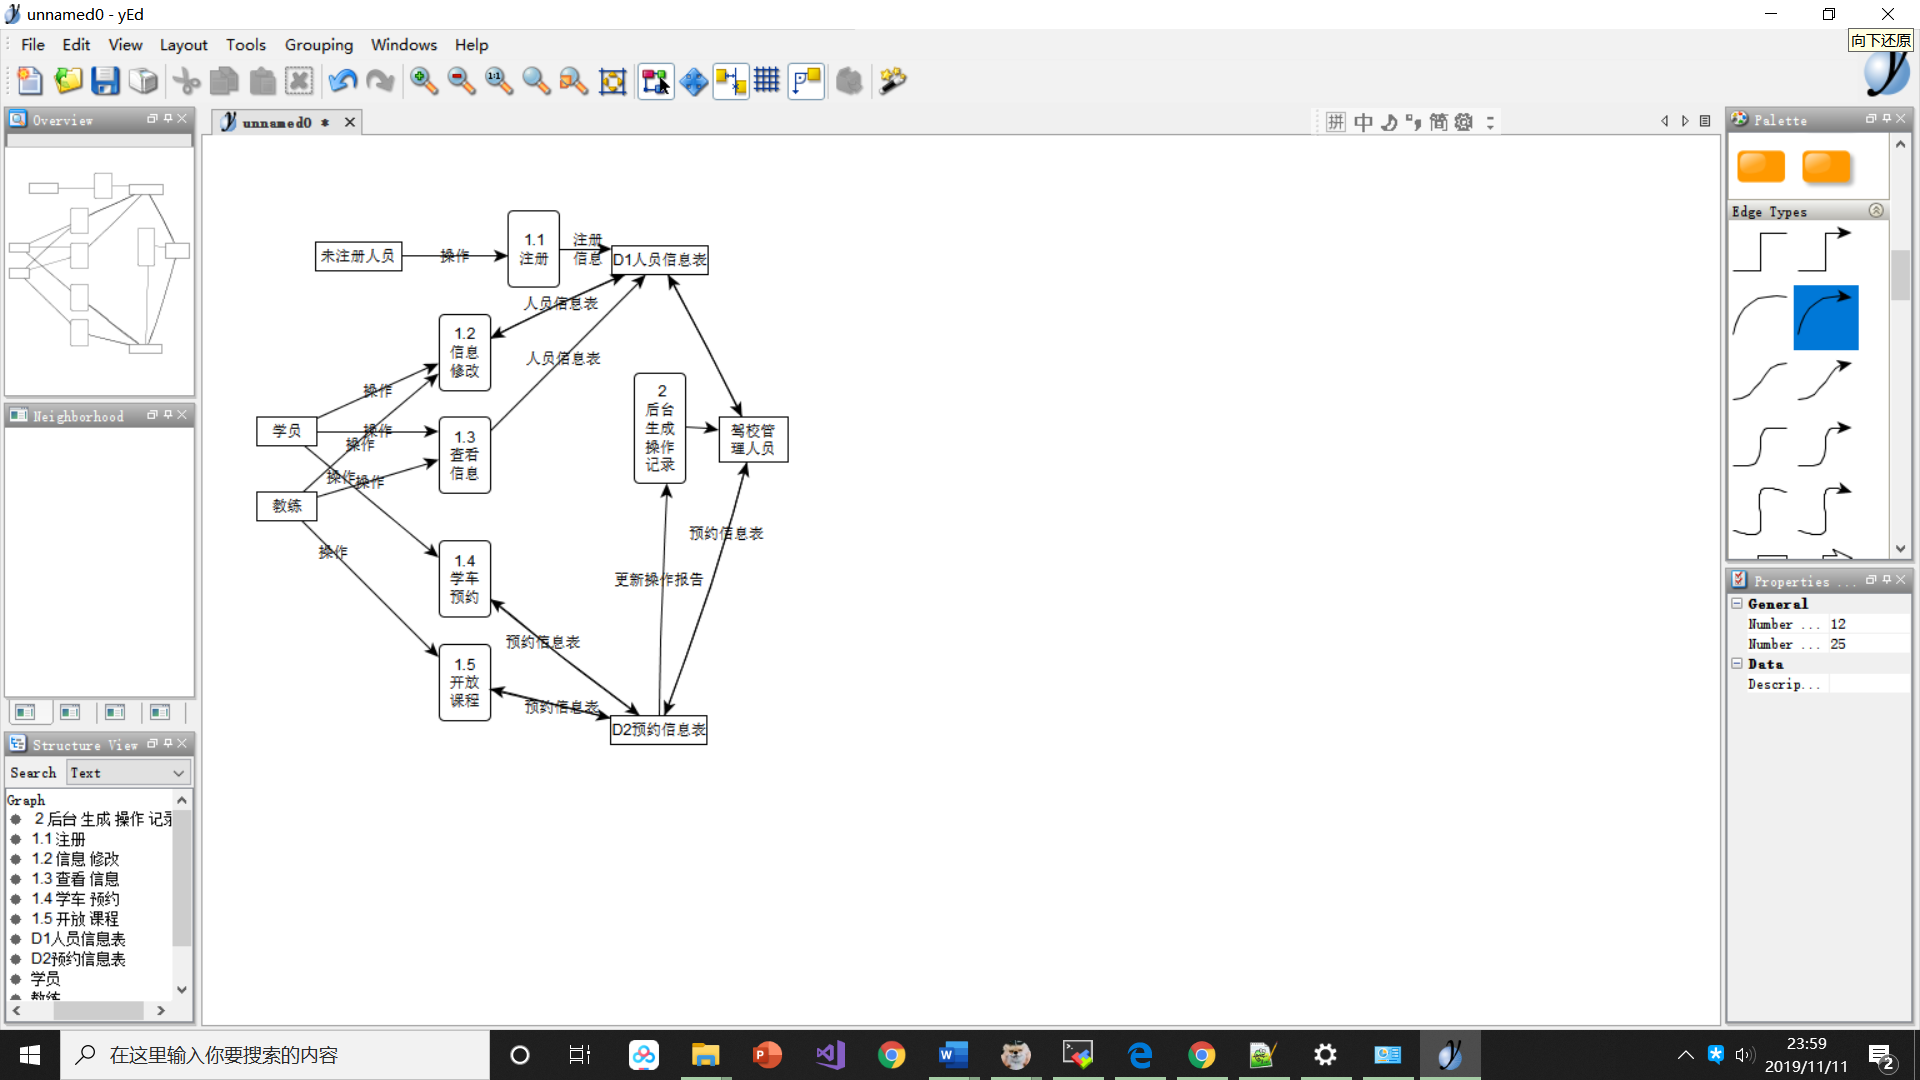 unnamed0 - yEd
File Edit View Layout Tools Grouping Windows Help
向下还原
Overview
unnamed0 *
拼 中 简
Palette
Edge Types
Neighborhood
未注册人员
操作
1.1
注册
注册
信息
D1人员信息表
人员信息表
1.2
信息
修改
人员信息表
操作
学员
操作
操作
1.3
查看
信息
操作
操作
教练
操作
2
后台
生成
操作
记录
驾校管
理人员
预约信息表
更新操作报告
1.4
学车
预约
预约信息表
1.5
开放
课程
预约信息表
D2预约信息表
Properties ...
General
Number ... 12
Number ... 25
Data
Descrip...
Structure View
Search Text
Graph
2 后台 生成 操作 记录
1.1 注册
1.2 信息 修改
1.3 查看 信息
1.4 学车 预约
1.5 开放 课程
D1人员信息表
D2预约信息表
学员
教练
在这里输入你要搜索的内容
23:59
2019/11/11
2